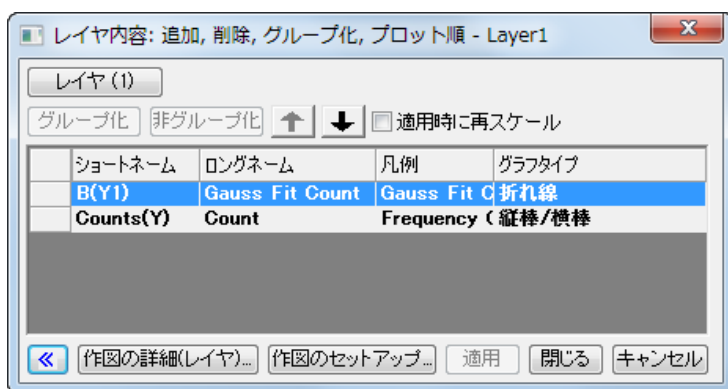 レイヤ内容: 追加, 削除, グループ化, プロット順 - Layer1
レイヤ(1)
グループ化 非グループ化 適用時に再スケール
ショートネーム ロングネーム 凡例 グラフタイプ
B(Y1) Gauss Fit Count Gauss Fit C 折れ線
Counts(Y) Count Frequency ( 縦棒/横棒
作図の詳細(レイヤ)... 作図のセットアップ... 適用 閉じる キャンセル